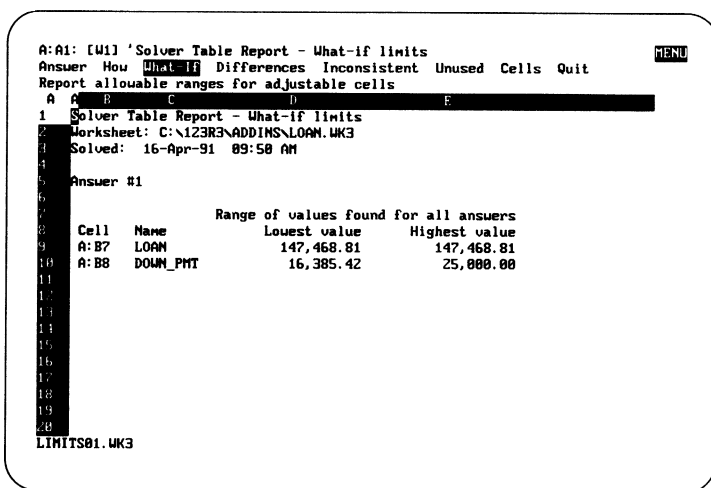 A:A1: [W1] 'Solver Table Report - What-if limits MENU
Answer How What-If Differences Inconsistent Unused Cells Quit
Report allowable ranges for adjustable cells
A A B C D E
1 Solver Table Report - What-if limits
2 Worksheet: C:\123R3\ADDINS\LOAN.WK3
3 Solved: 16-Apr-91 09:50 AM
4
5 Answer #1
6
7 Range of values found for all answers
8 Cell Name Lowest value Highest value
9 A:B7 LOAN 147,468.81 147,468.81
10 A:B8 DOWN_PMT 16,385.42 25,000.00
11
12
13
14
15
16
17
18
19
20
LIMITS01.WK3